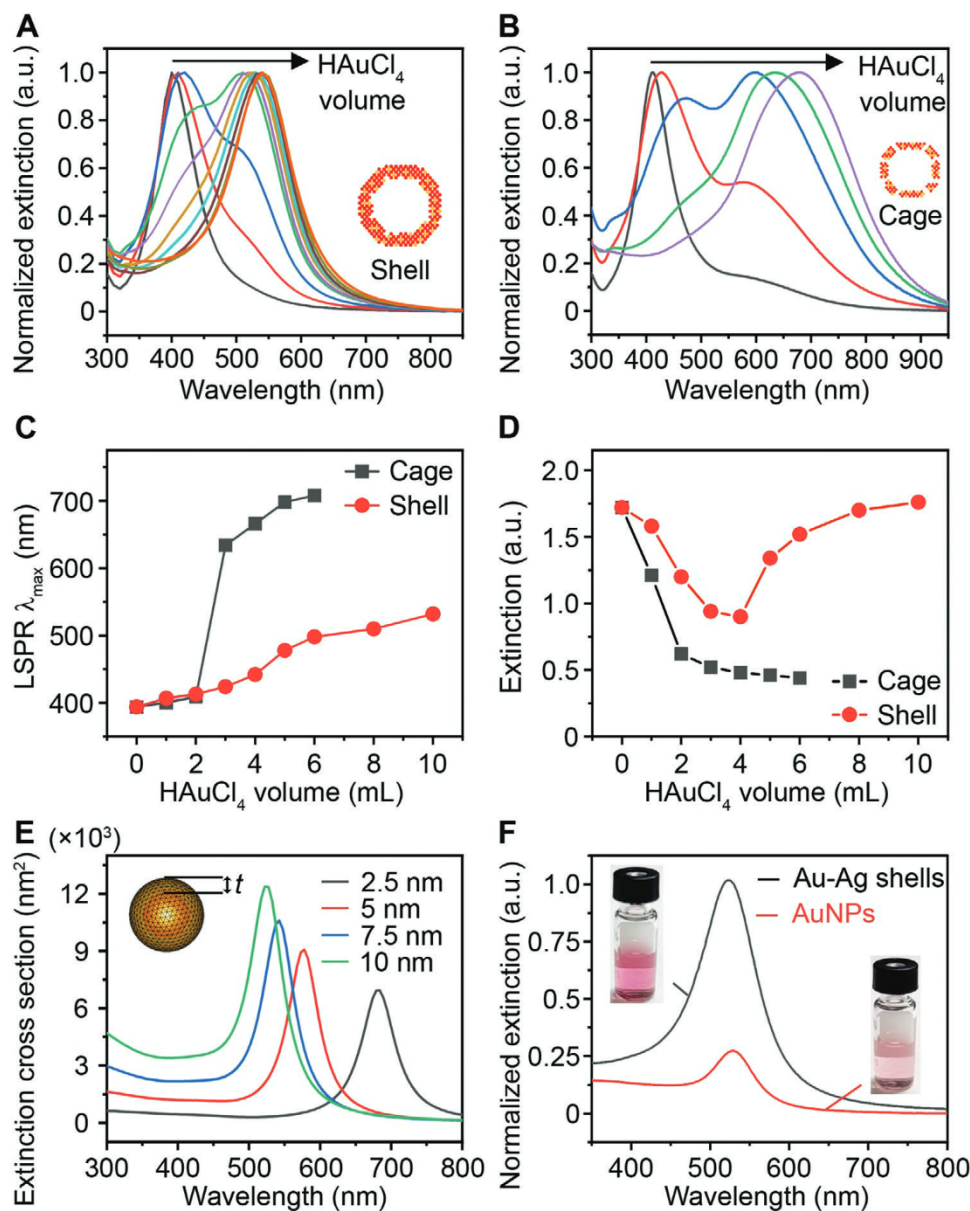 A
HAuCl₄
volume
Shell
Normalized extinction (a.u.)
1.0
0.8
0.6
0.4
0.2
0
300 400 500 600 700 800
Wavelength (nm)
B
HAuCl₄
volume
Cage
Normalized extinction (a.u.)
1.0
0.8
0.6
0.4
0.2
0
300 400 500 600 700 800 900
Wavelength (nm)
C
Cage
Shell
LSPR λmax (nm)
700
600
500
400
0 2 4 6 8 10
HAuCl₄ volume (mL)
D
Cage
Shell
Extinction (a.u.)
2.0
1.5
1.0
0.5
0
0 2 4 6 8 10
HAuCl₄ volume (mL)
E
(×10³)
t
2.5 nm
5 nm
7.5 nm
10 nm
Extinction cross section (nm²)
12
9
6
3
0
300 400 500 600 700 800
Wavelength (nm)
F
Au-Ag shells
AuNPs
Normalized extinction (a.u.)
1.0
0.75
0.5
0.25
0
400 500 600 700 800
Wavelength (nm)